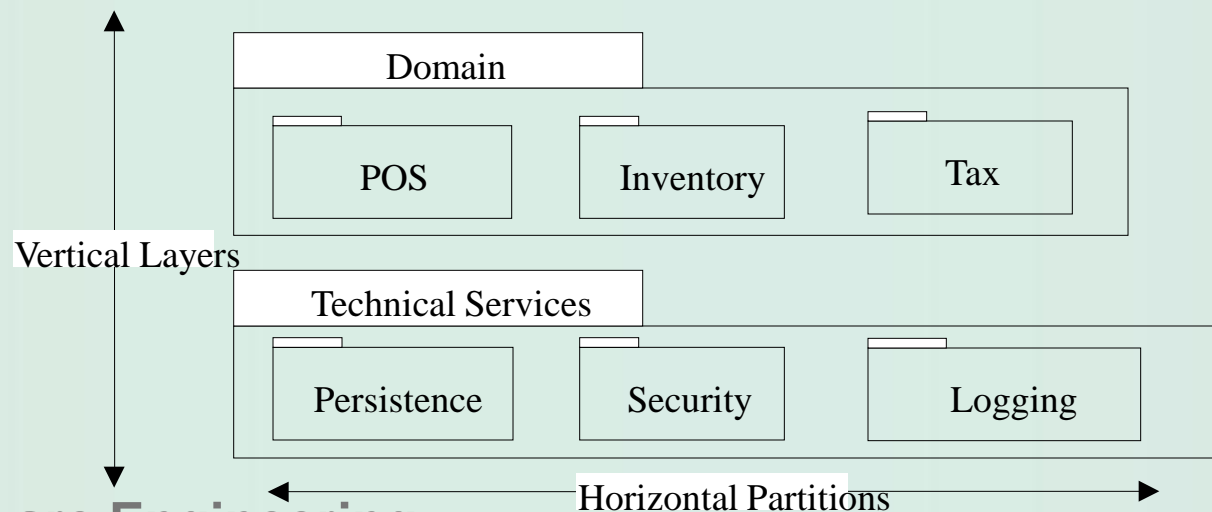 Domain
POS Inventory Tax
Vertical Layers
Technical Services
Persistence Security Logging
Horizontal Partitions